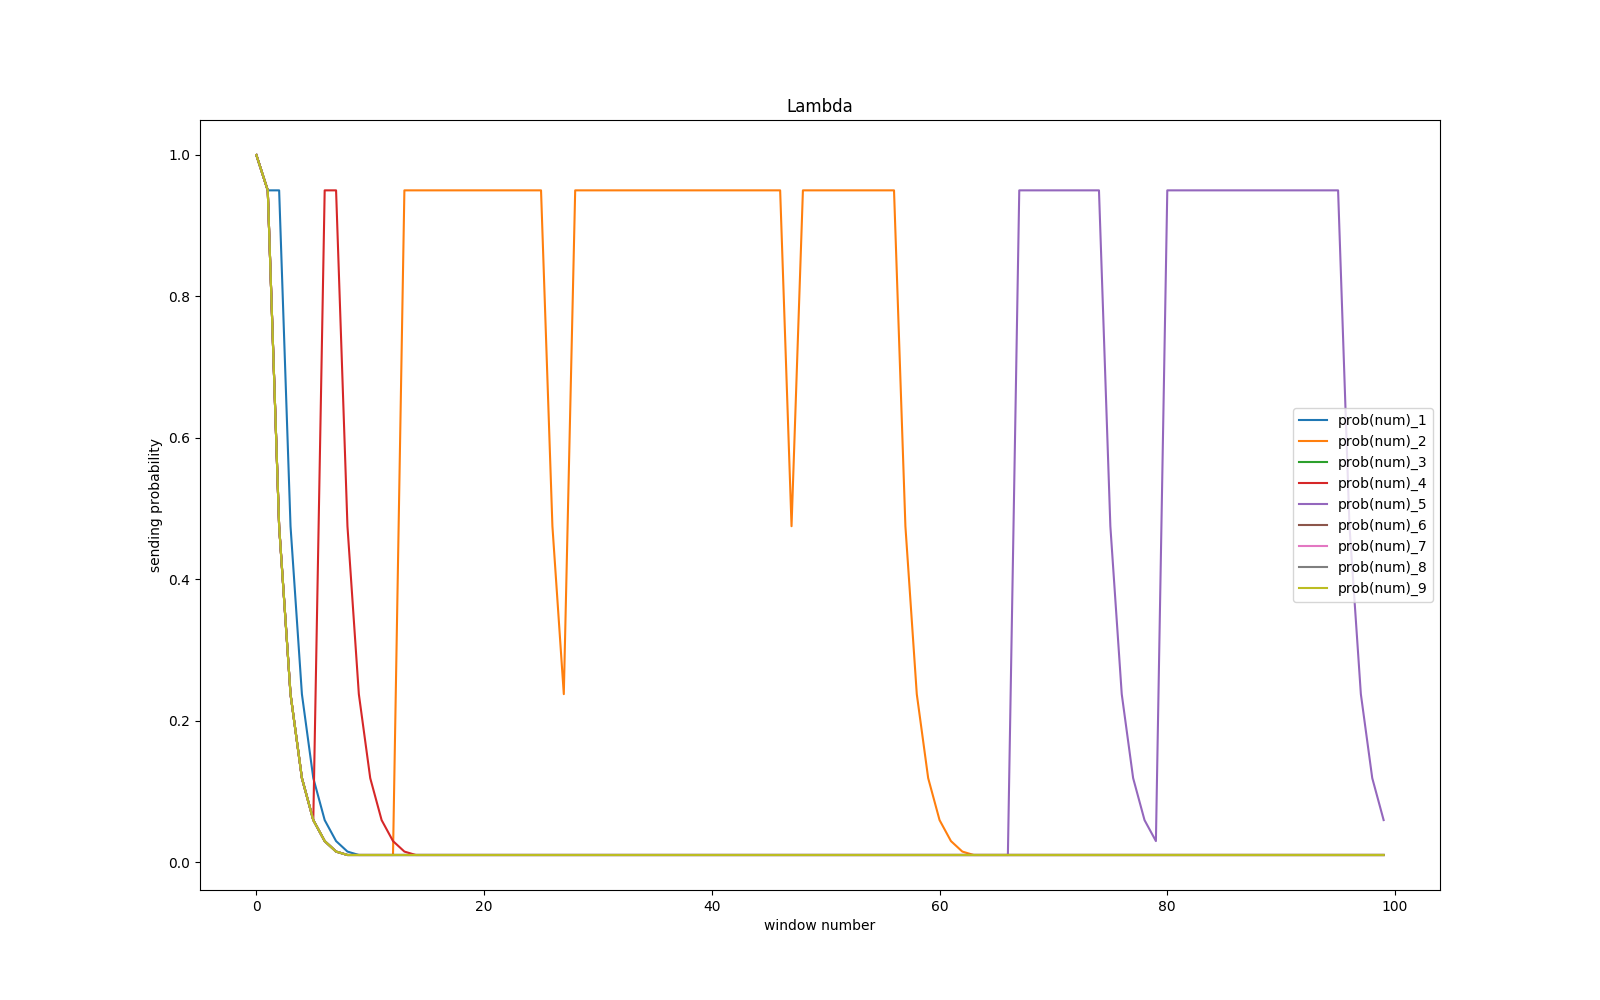 Lambda
1.0
0.8
0.6
0.4
0.2
0.0
sending probability
0
20
40
60
80
100
window number
prob(num)_1
prob(num)_2
prob(num)_3
prob(num)_4
prob(num)_5
prob(num)_6
prob(num)_7
prob(num)_8
prob(num)_9